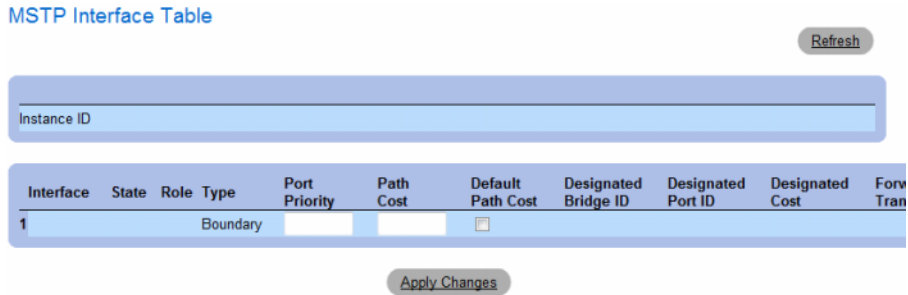 MSTP Interface Table
Refresh
Instance ID
Interface State Role Type Port Priority Path Cost Default Path Cost Designated Bridge ID Designated Port ID Designated Cost
1 Boundary
Apply Changes